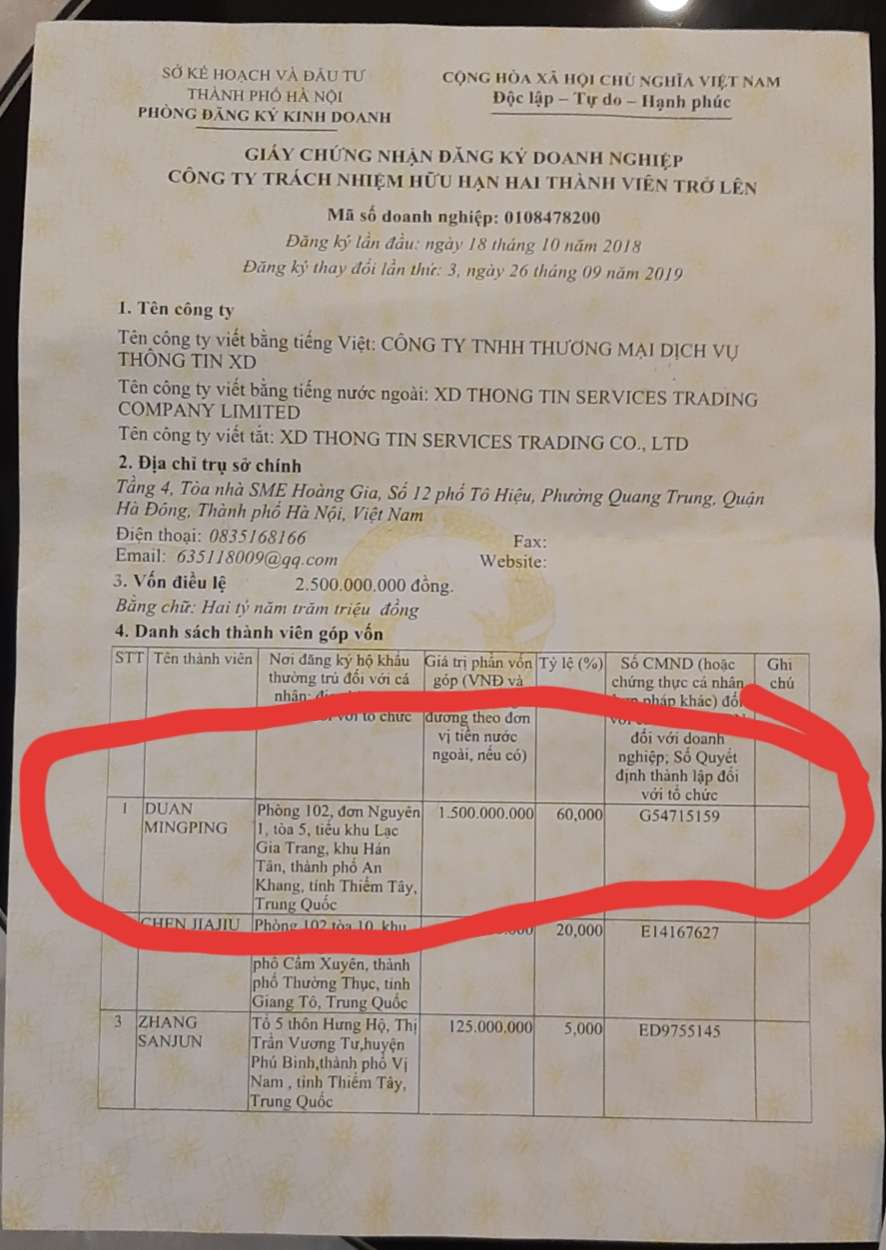 SỞ KẾ HOẠCH VÀ ĐẦU TƯ
THÀNH PHỐ HÀ NỘI
PHÒNG ĐĂNG KÝ KINH DOANH
CỘNG HÒA XÃ HỘI CHỦ NGHĨA VIỆT NAM
Độc lập – Tự do – Hạnh phúc
GIẤY CHỨNG NHẬN ĐĂNG KÝ DOANH NGHIỆP
CÔNG TY TRÁCH NHIỆM HỮU HẠN HAI THÀNH VIÊN TRỞ LÊN
Mã số doanh nghiệp: 0108478200
Đăng ký lần đầu: ngày 18 tháng 10 năm 2018
Đăng ký thay đổi lần thứ: 3, ngày 26 tháng 09 năm 2019
1. Tên công ty
Tên công ty viết bằng tiếng Việt: CÔNG TY TNHH THƯƠNG MẠI DỊCH VỤ
THÔNG TIN XD
Tên công ty viết bằng tiếng nước ngoài: XD THONG TIN SERVICES TRADING
COMPANY LIMITED
Tên công ty viết tắt: XD THONG TIN SERVICES TRADING CO., LTD
2. Địa chỉ trụ sở chính
Tầng 4, Tòa nhà SME Hoàng Gia, Số 12 phố Tô Hiệu, Phường Quang Trung, Quận
Hà Đông, Thành phố Hà Nội, Việt Nam
Điện thoại: 0835168166
Fax:
Email: 635118009@qq.com
Website:
3. Vốn điều lệ 2.500.000.000 đồng.
Bằng chữ: Hai tỷ năm trăm triệu đồng
4. Danh sách thành viên góp vốn
STT
Tên thành viên
Nơi đăng ký hộ khẩu
thường trú đối với cá
nhân;
với tổ chức
Giá trị phần vốn
góp (VNĐ và
đương theo đơn
vị tiền nước
ngoài, nếu có)
Tỷ lệ (%)
Số CMND (hoặc
chứng thực cá nhân
pháp khác) đối
đối với doanh
nghiệp; Số Quyết
định thành lập đối
với tổ chức
Ghi
chú
1
DUAN
MINGPING
Phòng 102, đơn Nguyên
1, tòa 5, tiểu khu Lạc
Gia Trang, khu Hán
Tân, thành phố An
Khang, tỉnh Thiểm Tây,
Trung Quốc
1.500.000.000
60,000
G54715159
CHEN JIAJIU
Phòng 102 tòa 10, khu
phố Cầm Xuyên, thành
phố Thường Thục, tỉnh
Giang Tô, Trung Quốc
20,000
E14167627
3
ZHANG
SANJUN
Tổ 5 thôn Hưng Hộ, Thị
Trấn Vương Tư,huyện
Phú Bình,thành phố Vị
Nam , tỉnh Thiểm Tây,
Trung Quốc
125.000.000
5,000
ED9755145